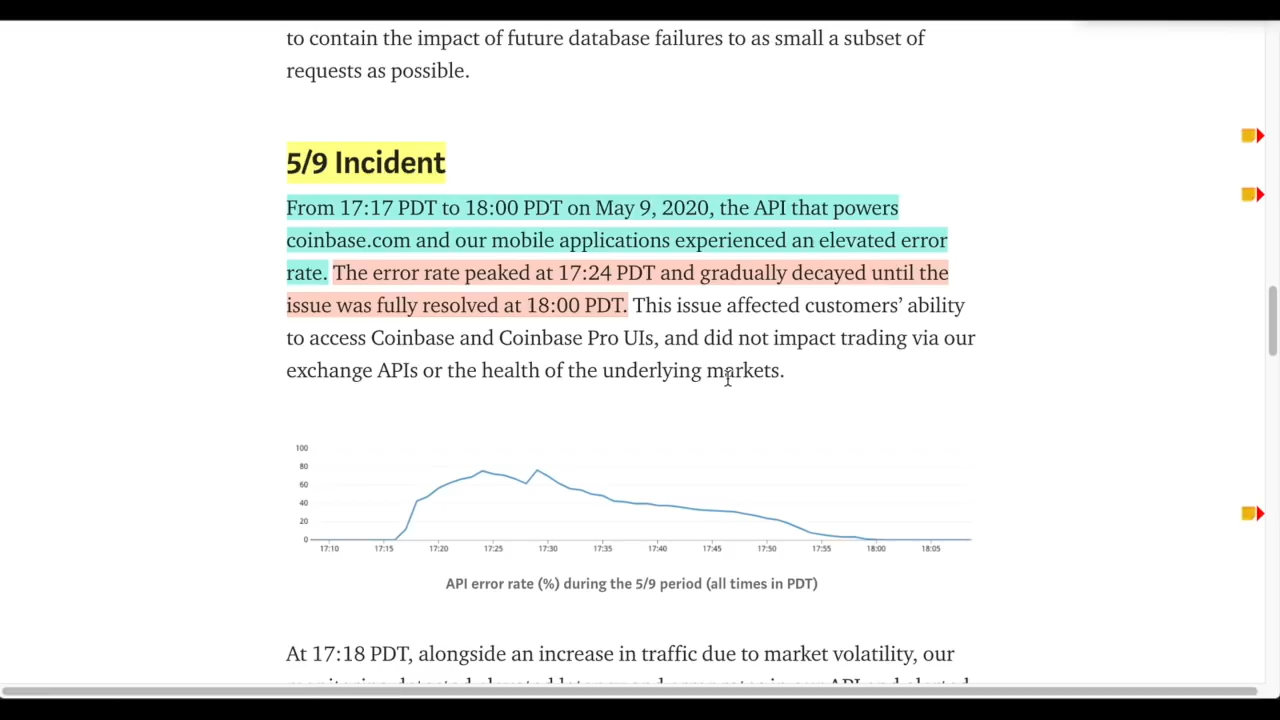 to contain the impact of future database failures to as small a subset of
requests as possible.
5/9 Incident
From 17:17 PDT to 18:00 PDT on May 9, 2020, the API that powers
coinbase.com and our mobile applications experienced an elevated error
rate. The error rate peaked at 17:24 PDT and gradually decayed until the
issue was fully resolved at 18:00 PDT. This issue affected customers’ ability
to access Coinbase and Coinbase Pro UIs, and did not impact trading via our
exchange APIs or the health of the underlying markets.
100
80
60
40
20
0
17:10 17:15 17:20 17:25 17:30 17:35 17:40 17:45 17:50 17:55 18:00 18:05
API error rate (%) during the 5/9 period (all times in PDT)
At 17:18 PDT, alongside an increase in traffic due to market volatility, our